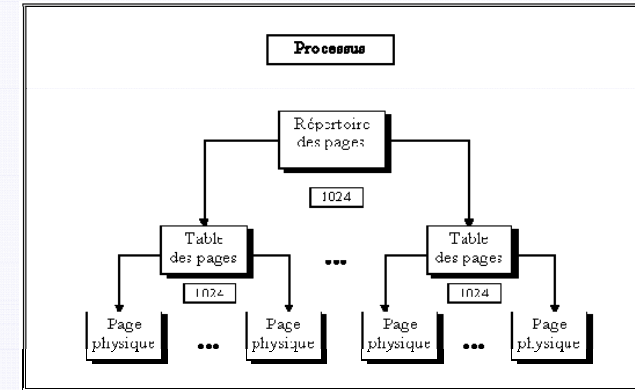 Processus
Répertoire
des pages
1024
Table
des pages
Table
des pages
...
1024
1024
Page
physique
...
Page
physique
Page
physique
...
Page
physique